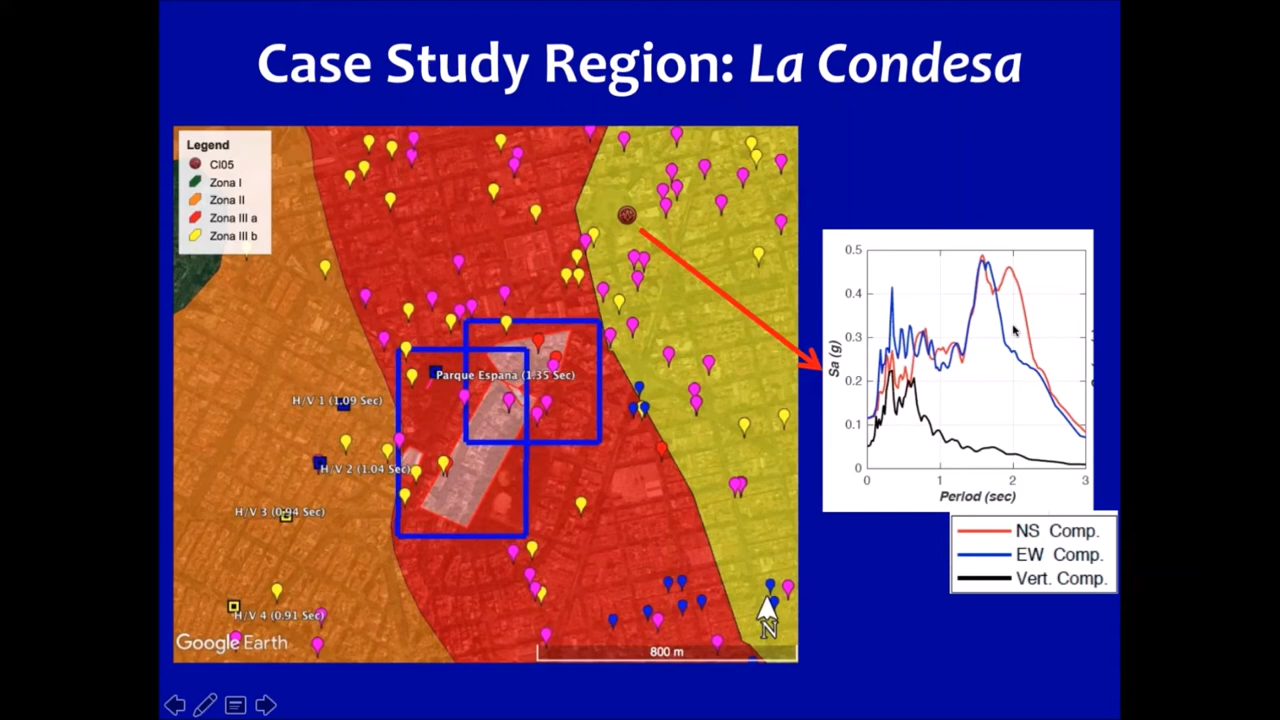 Case Study Region: La Condesa
Legend
CI05
Zona I
Zona II
Zona III a
Zona III b
Parque Espana (1.35 Sec)
H/V 1 (1.09 Sec)
H/V 2 (1.04 Sec)
H/V 3 (0.94 Sec)
H/V 4 (0.91 Sec)
Google Earth
800 m
N
Sa (g)
0.5
0.4
0.3
0.2
0.1
0
0 1 2 3
Period (sec)
NS Comp.
EW Comp.
Vert. Comp.